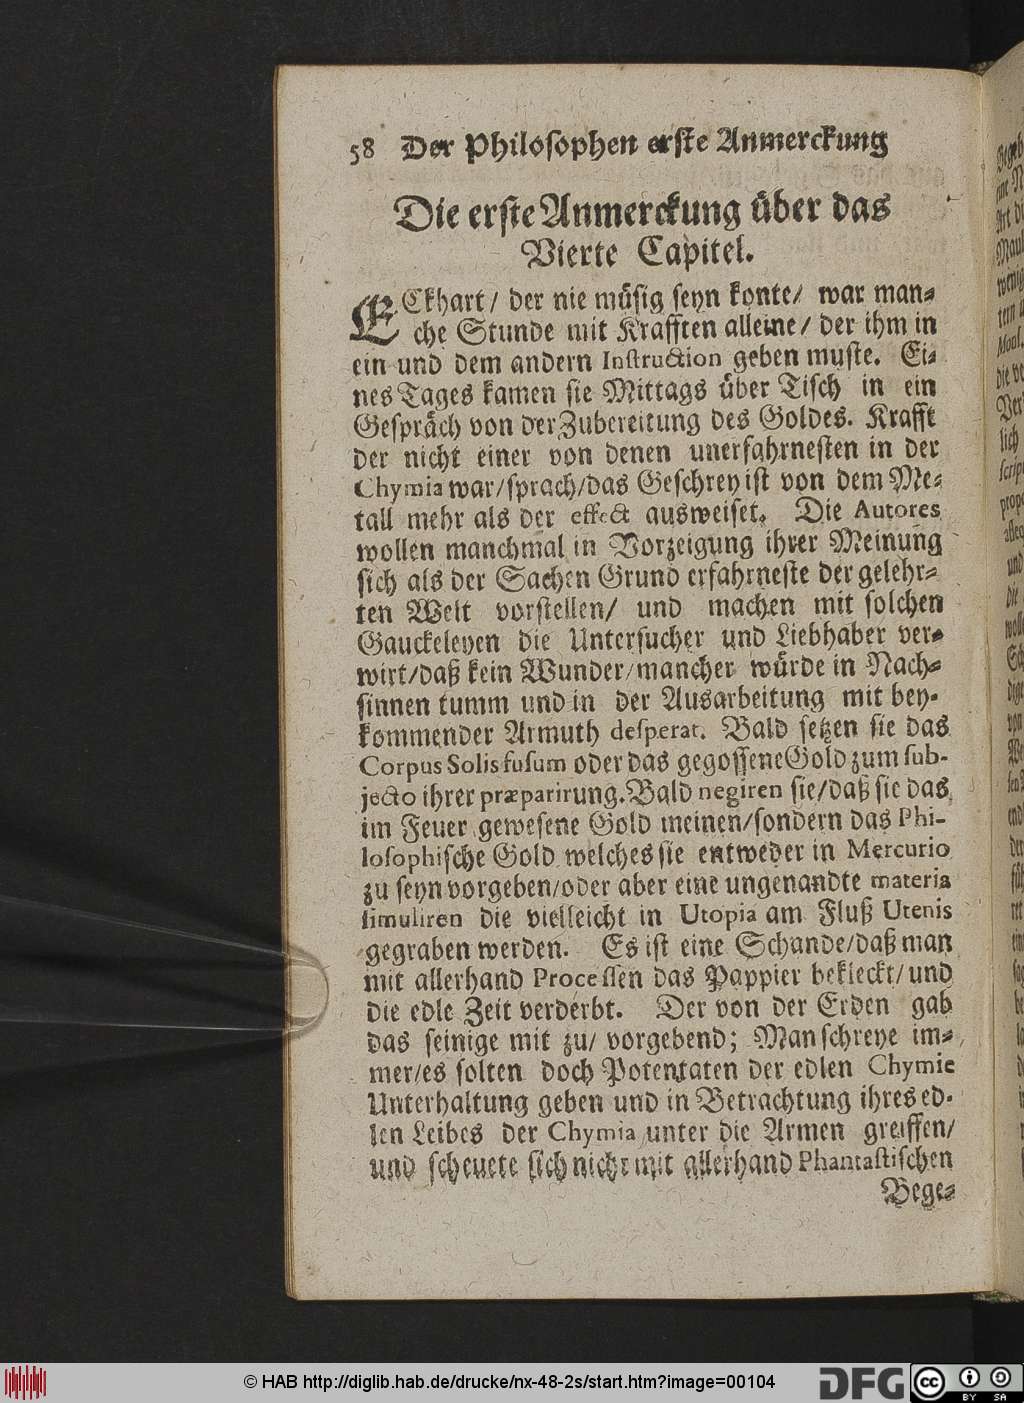 58 Der Philosophen erste Anmerckung
Die erste Anmerckung über das
Vierte Capitel.
ECkhart/ der nie müsig seyn konte/ war man-
che Stunde mit Krafften alleine/ der ihm in
ein und dem andern Instruction geben muste. Ei-
nes Tages kamen sie Mittags über Tisch in ein
Gespräch von der Zubereitung des Goldes. Krafft
der nicht einer von denen unerfahrnesten in der
Chymia war/sprach/das Geschrey ist von dem Me-
tall mehr als der effect ausweiset. Die Autores
wollen manchmal in Vorzeigung ihrer Meinung
sich als der Sachen Grund erfahrneste der gelehr-
ten Welt vorstellen/ und machen mit solchen
Gauckeleyen die Untersucher und Liebhaber ver-
wirt/daß kein Wunder/mancher würde in Nach-
sinnen tumm und in der Ausarbeitung mit bey-
kommender Armuth desperat. Bald setzen sie das
Corpus Solis fusum oder das gegossene Gold zum sub-
jecto ihrer præparirung. Bald negiren sie/daß sie das
im Feuer gewesene Gold meinen/sondern das Phi-
losophische Gold welches sie entweder in Mercurio
zu seyn vorgeben/oder aber eine ungenandte materia
simuliren die vielleicht in Utopia am Fluß Utenis
gegraben werden. Es ist eine Schande/daß man
mit allerhand Processen das Pappier bekleckt/ und
die edle Zeit verderbt. Der von der Erden gab
das seinige mit zu/ vorgebend; Man schreye im-
mer/es solten doch Potentaten der edlen Chymie
Unterhaltung geben und in Betrachtung ihres ed-
len Leibes der Chymia unter die Armen greiffen/
und scheuete sich nicht mit allerhand Phantastischen
Bege-
© HAB http://diglib.hab.de/drucke/nx-48-2s/start.htm?image=00104
DFG
cc BY SA